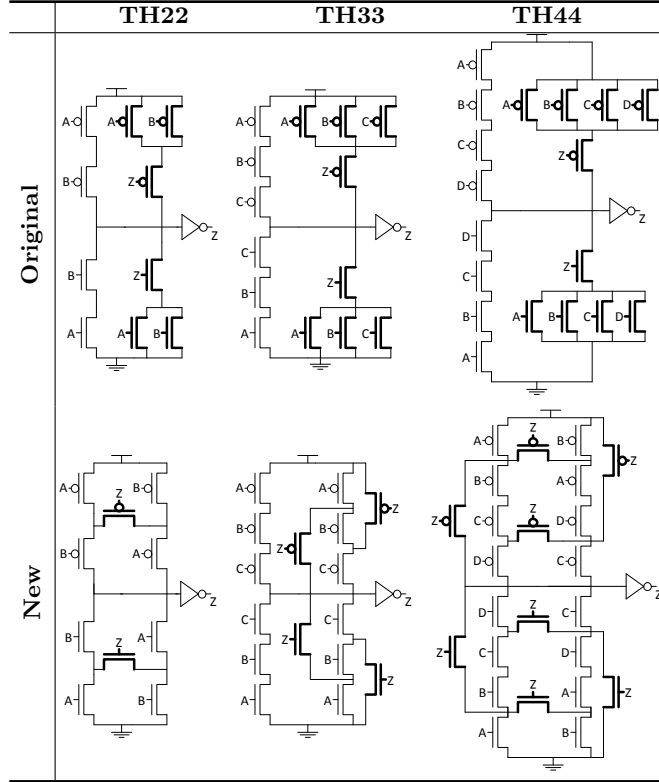 TH22 TH33 TH44
Original
A A B
B Z
Z
B Z
A A B
A A B C
B Z
C
Z
C
B Z
A A B C
A
B A B C D
C Z
D
Z
D
C Z
B A B C D
A
New
A Z B
B A
Z
B Z A
A B
A A
Z
B B
Z
C C
Z
C C
Z
B B
Z
A A
A Z B
Z
B A
Z C Z D
D C
Z
D Z C
Z C D
B Z A Z
A B